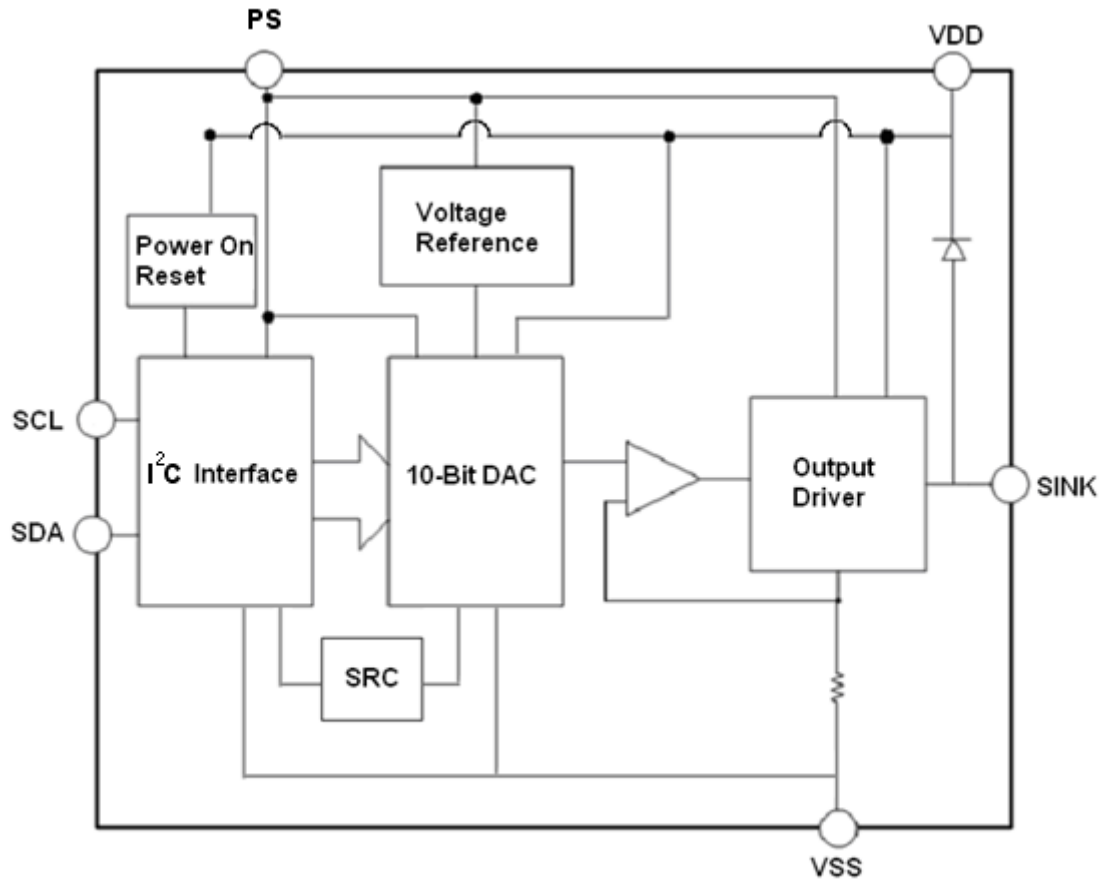 PS
VDD
Voltage
Reference
Power On
Reset
SCL
I²C Interface
10-Bit DAC
Output
Driver
SINK
SDA
SRC
VSS